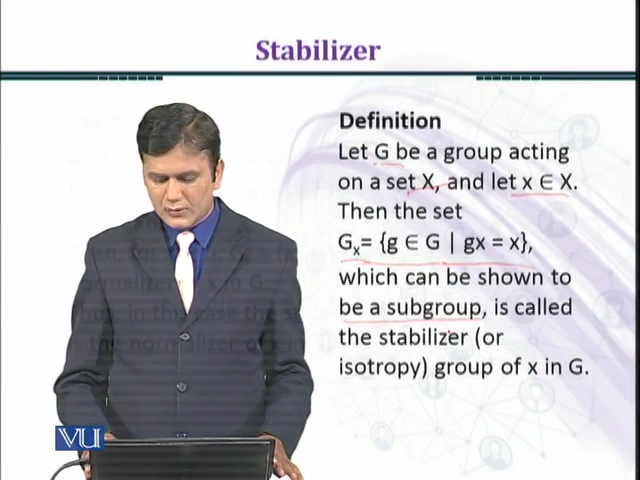 Stabilizer
Definition
Let G be a group acting
on a set X, and let x ∈ X.
Then the set
Gₓ= {g ∈ G | gx = x},
which can be shown to
be a subgroup, is called
the stabilizer (or
isotropy) group of x in G.
VU